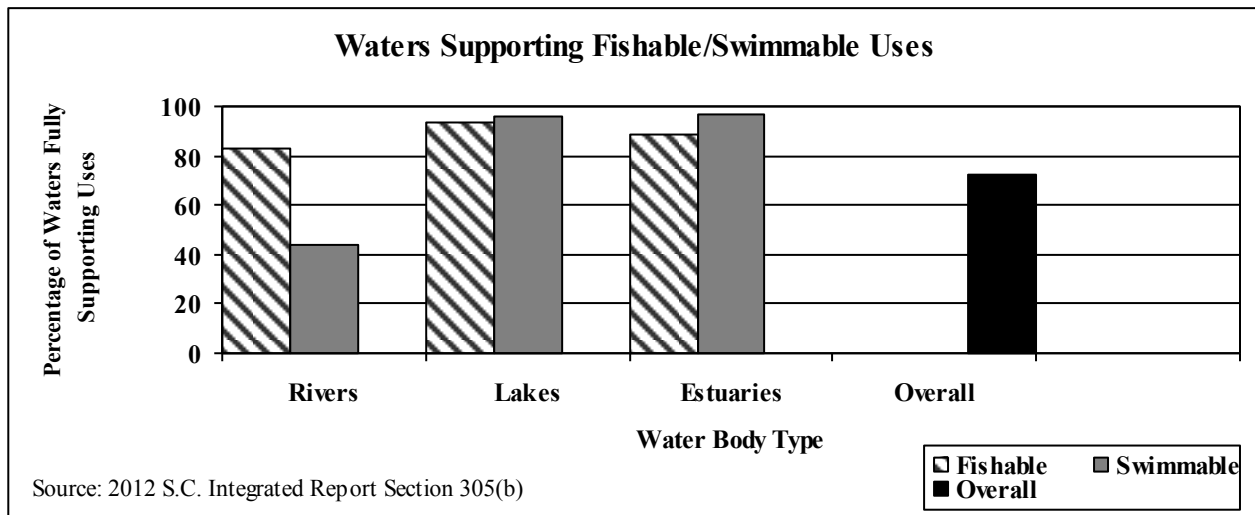 Waters Supporting Fishable/Swimmable Uses
Percentage of Waters Fully
Supporting Uses
100
80
60
40
20
0
Rivers Lakes Estuaries Overall
Water Body Type
Fishable Swimmable
Overall
Source: 2012 S.C. Integrated Report Section 305(b)